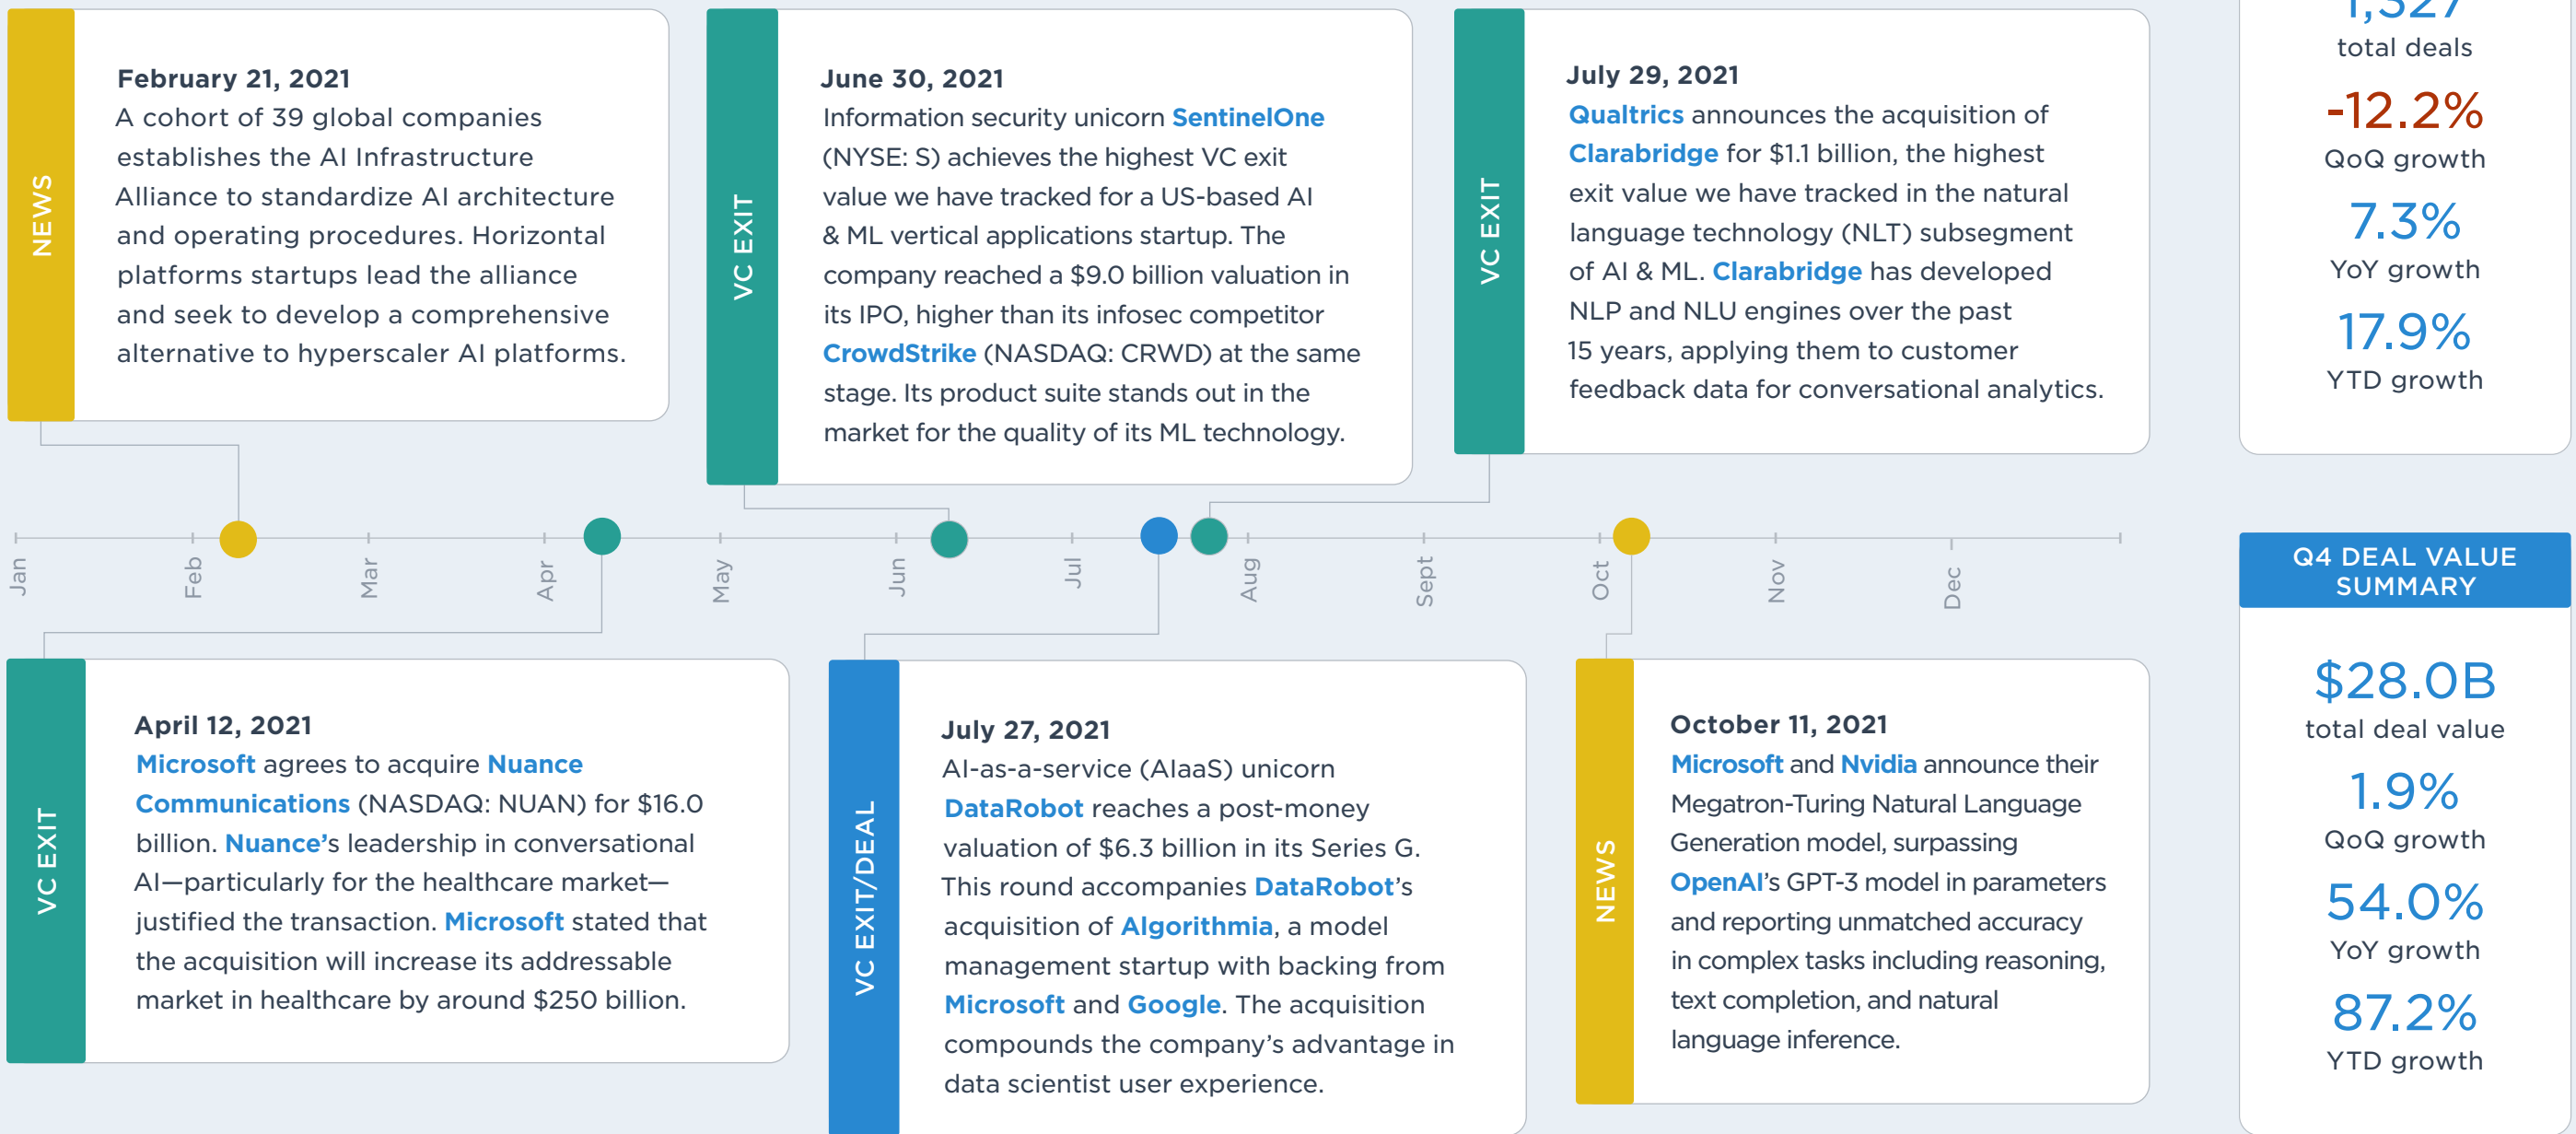 NEWS
February 21, 2021
A cohort of 39 global companies
establishes the AI Infrastructure
Alliance to standardize AI architecture
and operating procedures. Horizontal
platforms startups lead the alliance
and seek to develop a comprehensive
alternative to hyperscaler AI platforms.
VC EXIT
June 30, 2021
Information security unicorn SentinelOne
(NYSE: S) achieves the highest VC exit
value we have tracked for a US-based AI
& ML vertical applications startup. The
company reached a $9.0 billion valuation in
its IPO, higher than its infosec competitor
CrowdStrike (NASDAQ: CRWD) at the same
stage. Its product suite stands out in the
market for the quality of its ML technology.
VC EXIT
July 29, 2021
Qualtrics announces the acquisition of
Clarabridge for $1.1 billion, the highest
exit value we have tracked in the natural
language technology (NLT) subsegment
of AI & ML. Clarabridge has developed
NLP and NLU engines over the past
15 years, applying them to customer
feedback data for conversational analytics.
1,327
total deals
-12.2%
QoQ growth
7.3%
YoY growth
17.9%
YTD growth
Jan
Feb
Mar
Apr
May
Jun
Jul
Aug
Sept
Oct
Nov
Dec
VC EXIT
April 12, 2021
Microsoft agrees to acquire Nuance
Communications (NASDAQ: NUAN) for $16.0
billion. Nuance's leadership in conversational
AI—particularly for the healthcare market—
justified the transaction. Microsoft stated that
the acquisition will increase its addressable
market in healthcare by around $250 billion.
VC EXIT/DEAL
July 27, 2021
AI-as-a-service (AIaaS) unicorn
DataRobot reaches a post-money
valuation of $6.3 billion in its Series G.
This round accompanies DataRobot's
acquisition of Algorithmia, a model
management startup with backing from
Microsoft and Google. The acquisition
compounds the company's advantage in
data scientist user experience.
NEWS
October 11, 2021
Microsoft and Nvidia announce their
Megatron-Turing Natural Language
Generation model, surpassing
OpenAI's GPT-3 model in parameters
and reporting unmatched accuracy
in complex tasks including reasoning,
text completion, and natural
language inference.
Q4 DEAL VALUE
SUMMARY
$28.0B
total deal value
1.9%
QoQ growth
54.0%
YoY growth
87.2%
YTD growth